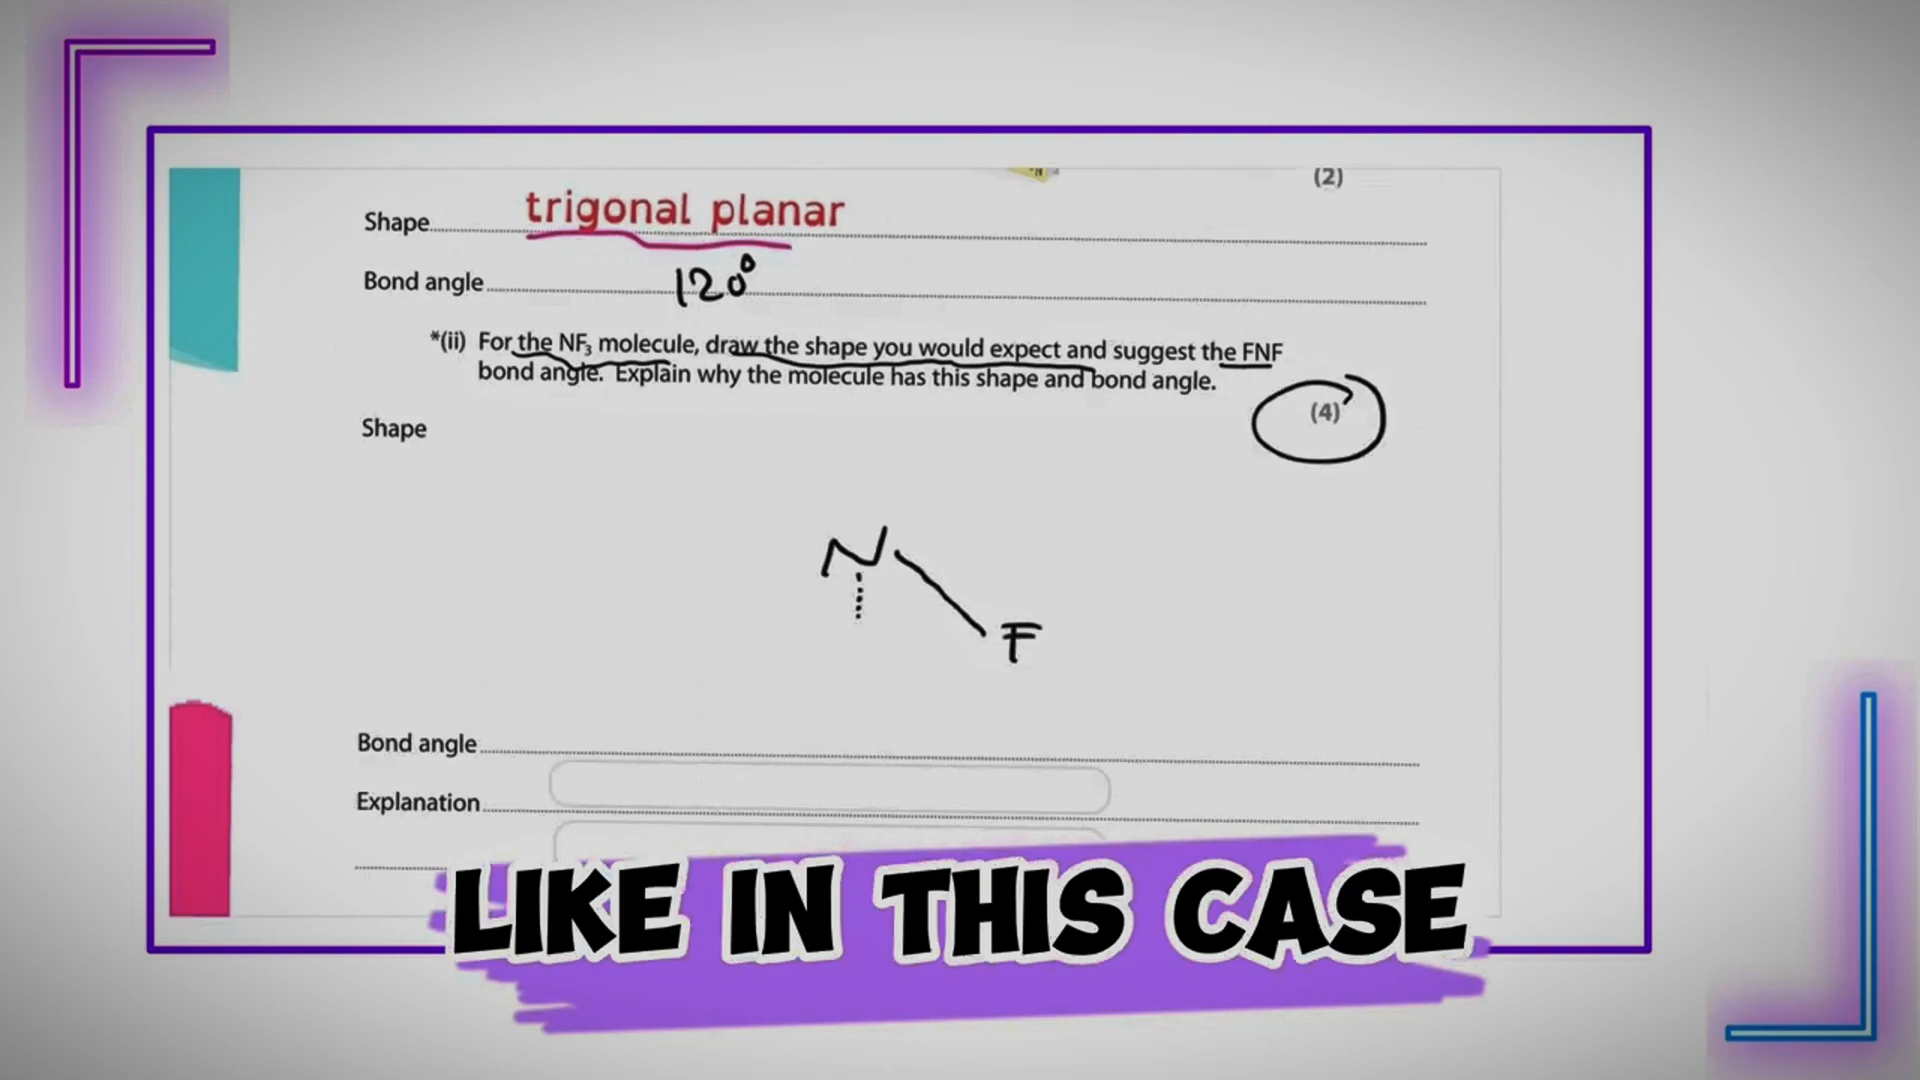 (2)
Shape trigonal planar
Bond angle 120°
*(ii) For the NF₃ molecule, draw the shape you would expect and suggest the FNF
bond angle. Explain why the molecule has this shape and bond angle.
(4)
Shape
N
F
Bond angle
Explanation
LIKE IN THIS CASE